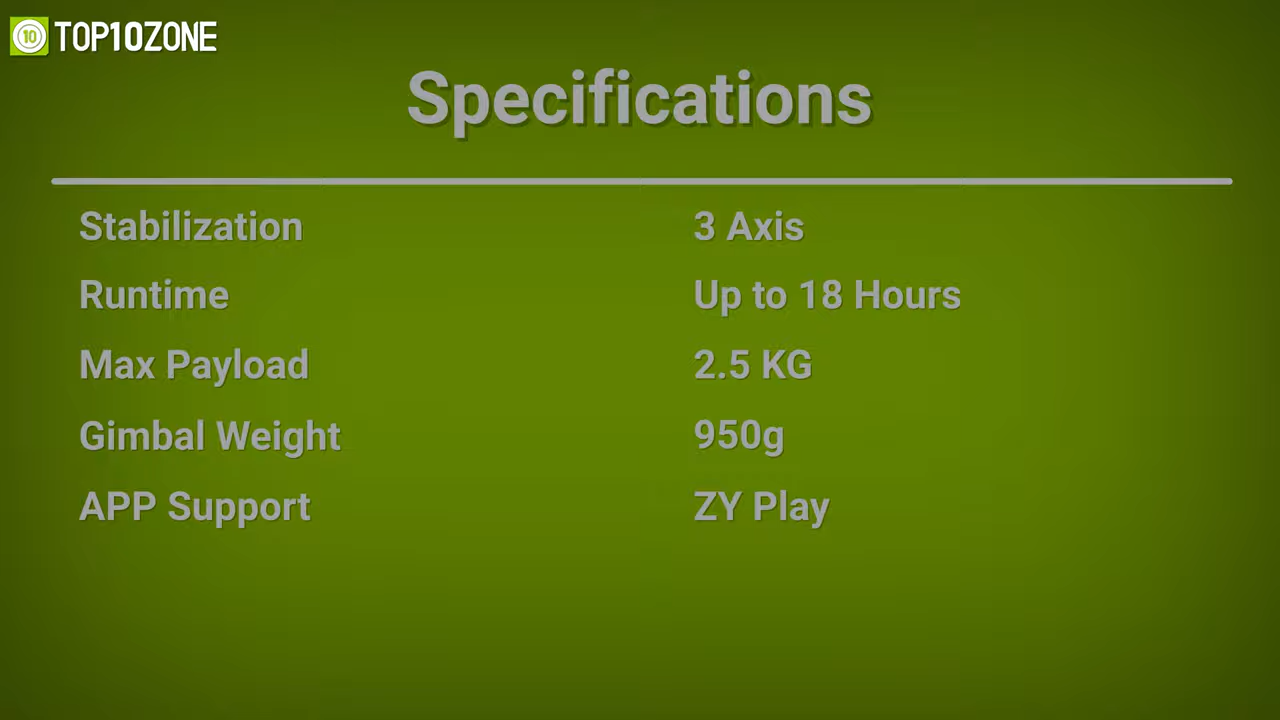 10 TOP10ZONE
Specifications
Stabilization 3 Axis
Runtime Up to 18 Hours
Max Payload 2.5 KG
Gimbal Weight 950g
APP Support ZY Play